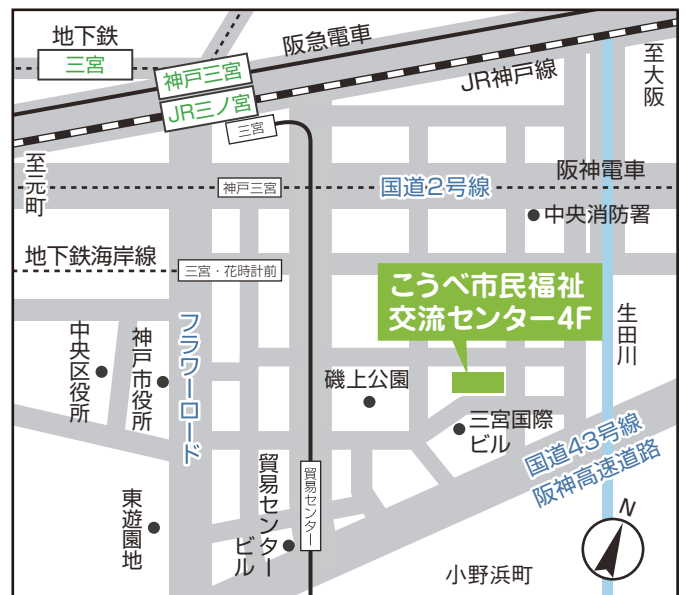 地下鉄
三宮
阪急電車
神戸三宮
JR三ノ宮
三宮
JR神戸線
至大阪
至元町
神戸三宮
国道2号線
阪神電車
中央消防署
地下鉄海岸線
三宮・花時計前
こうべ市民福祉
交流センター4F
生田川
フラワーロード
中央区役所
神戸市役所
磯上公園
三宮国際
ビル
国道43号線
阪神高速道路
貿易センター
ビル
貿易センター
東遊園地
小野浜町
N